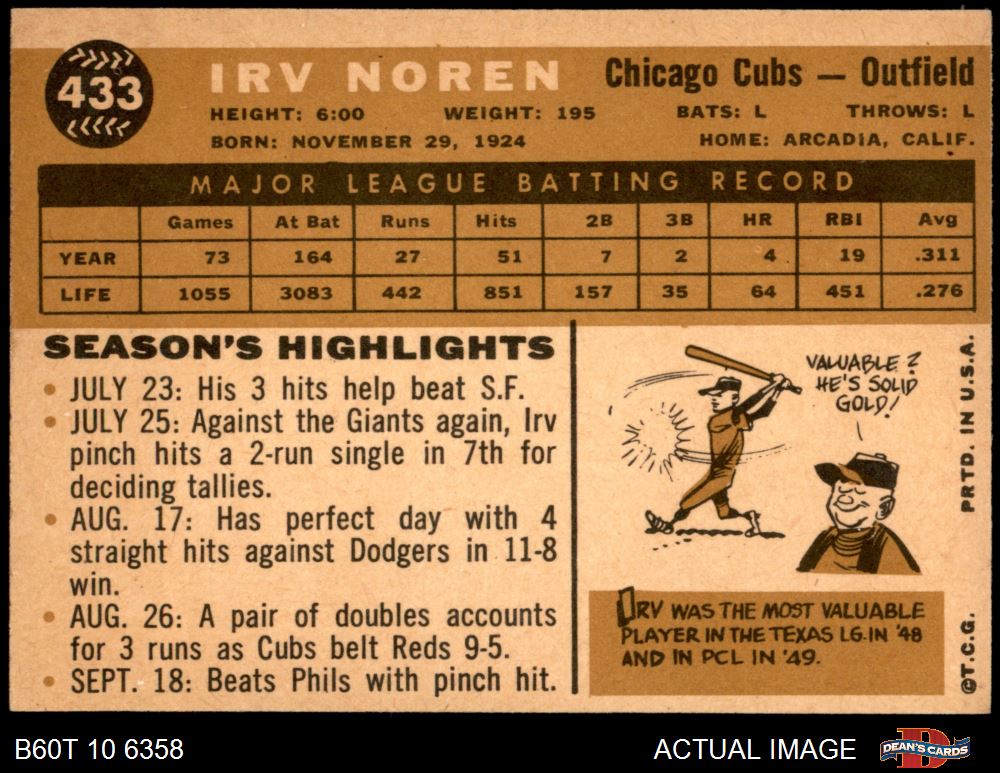 433
IRV NOREN Chicago Cubs — Outfield
HEIGHT: 6:00 WEIGHT: 195 BATS: L THROWS: L
BORN: NOVEMBER 29, 1924 HOME: ARCADIA, CALIF.
MAJOR LEAGUE BATTING RECORD
Games At Bat Runs Hits 2B 3B HR RBI Avg
YEAR 73 164 27 51 7 2 4 19 .311
LIFE 1055 3083 442 851 157 35 64 451 .276
SEASON'S HIGHLIGHTS
• JULY 23: His 3 hits help beat S.F.
• JULY 25: Against the Giants again, Irv
pinch hits a 2-run single in 7th for
deciding tallies.
• AUG. 17: Has perfect day with 4
straight hits against Dodgers in 11-8
win.
• AUG. 26: A pair of doubles accounts
for 3 runs as Cubs belt Reds 9-5.
• SEPT. 18: Beats Phils with pinch hit.
VALUABLE?
HE'S SOLID
GOLD!
IRV WAS THE MOST VALUABLE
PLAYER IN THE TEXAS LG. IN '48
AND IN PCL IN '49.
PRTD. IN U.S.A.
©T.C.G.
B60T 10 6358
ACTUAL IMAGE
DEAN'S CARDS